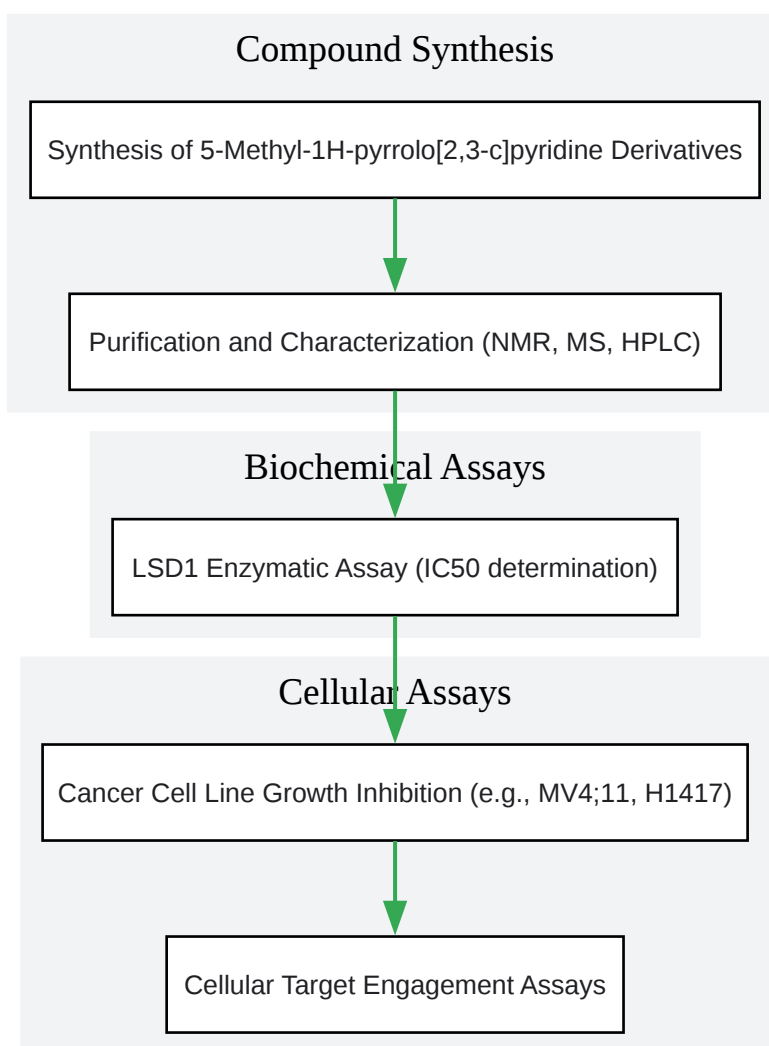 Compound Synthesis
Synthesis of 5-Methyl-1H-pyrrolo[2,3-c]pyridine Derivatives
Purification and Characterization (NMR, MS, HPLC)
Biochemical Assays
LSD1 Enzymatic Assay (IC50 determination)
Cellular Assays
Cancer Cell Line Growth Inhibition (e.g., MV4;11, H1417)
Cellular Target Engagement Assays